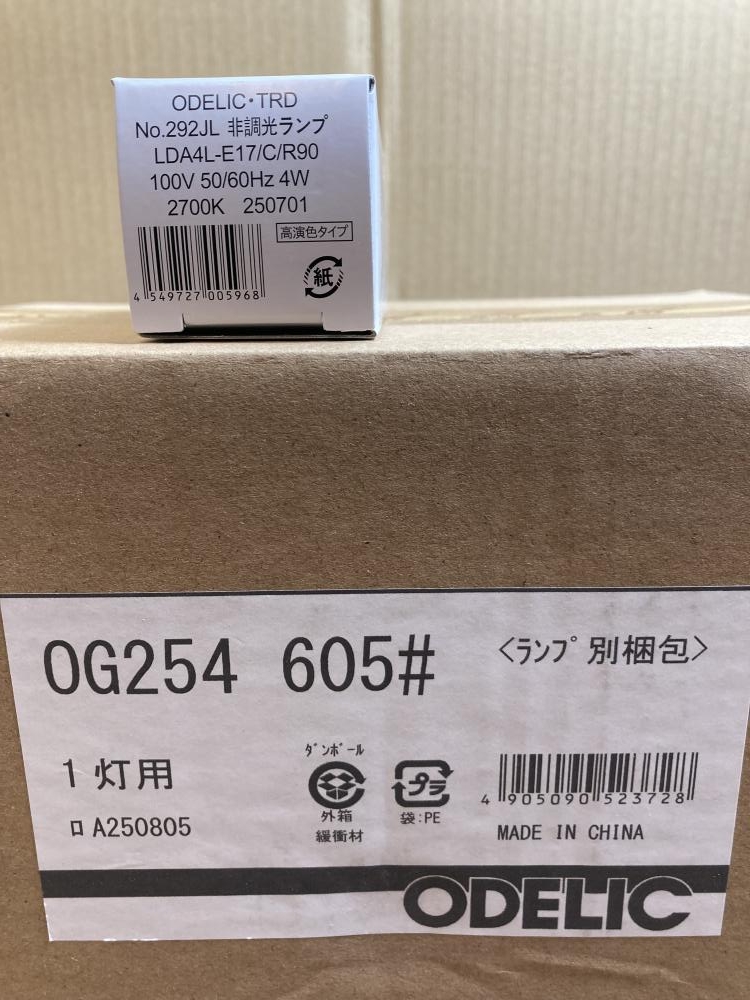 ODELIC・TRD
No.292JL 非調光ランプ
LDA4L-E17/C/R90
100V 50/60Hz 4W
2700K 250701
高演色タイプ
4 549727 005968
紙
OG254 605# <ランプ別梱包>
1灯用
ロ A250805
ダンボール
外箱
緩衝材
プラ
袋:PE
4 905090 523728
MADE IN CHINA
ODELIC